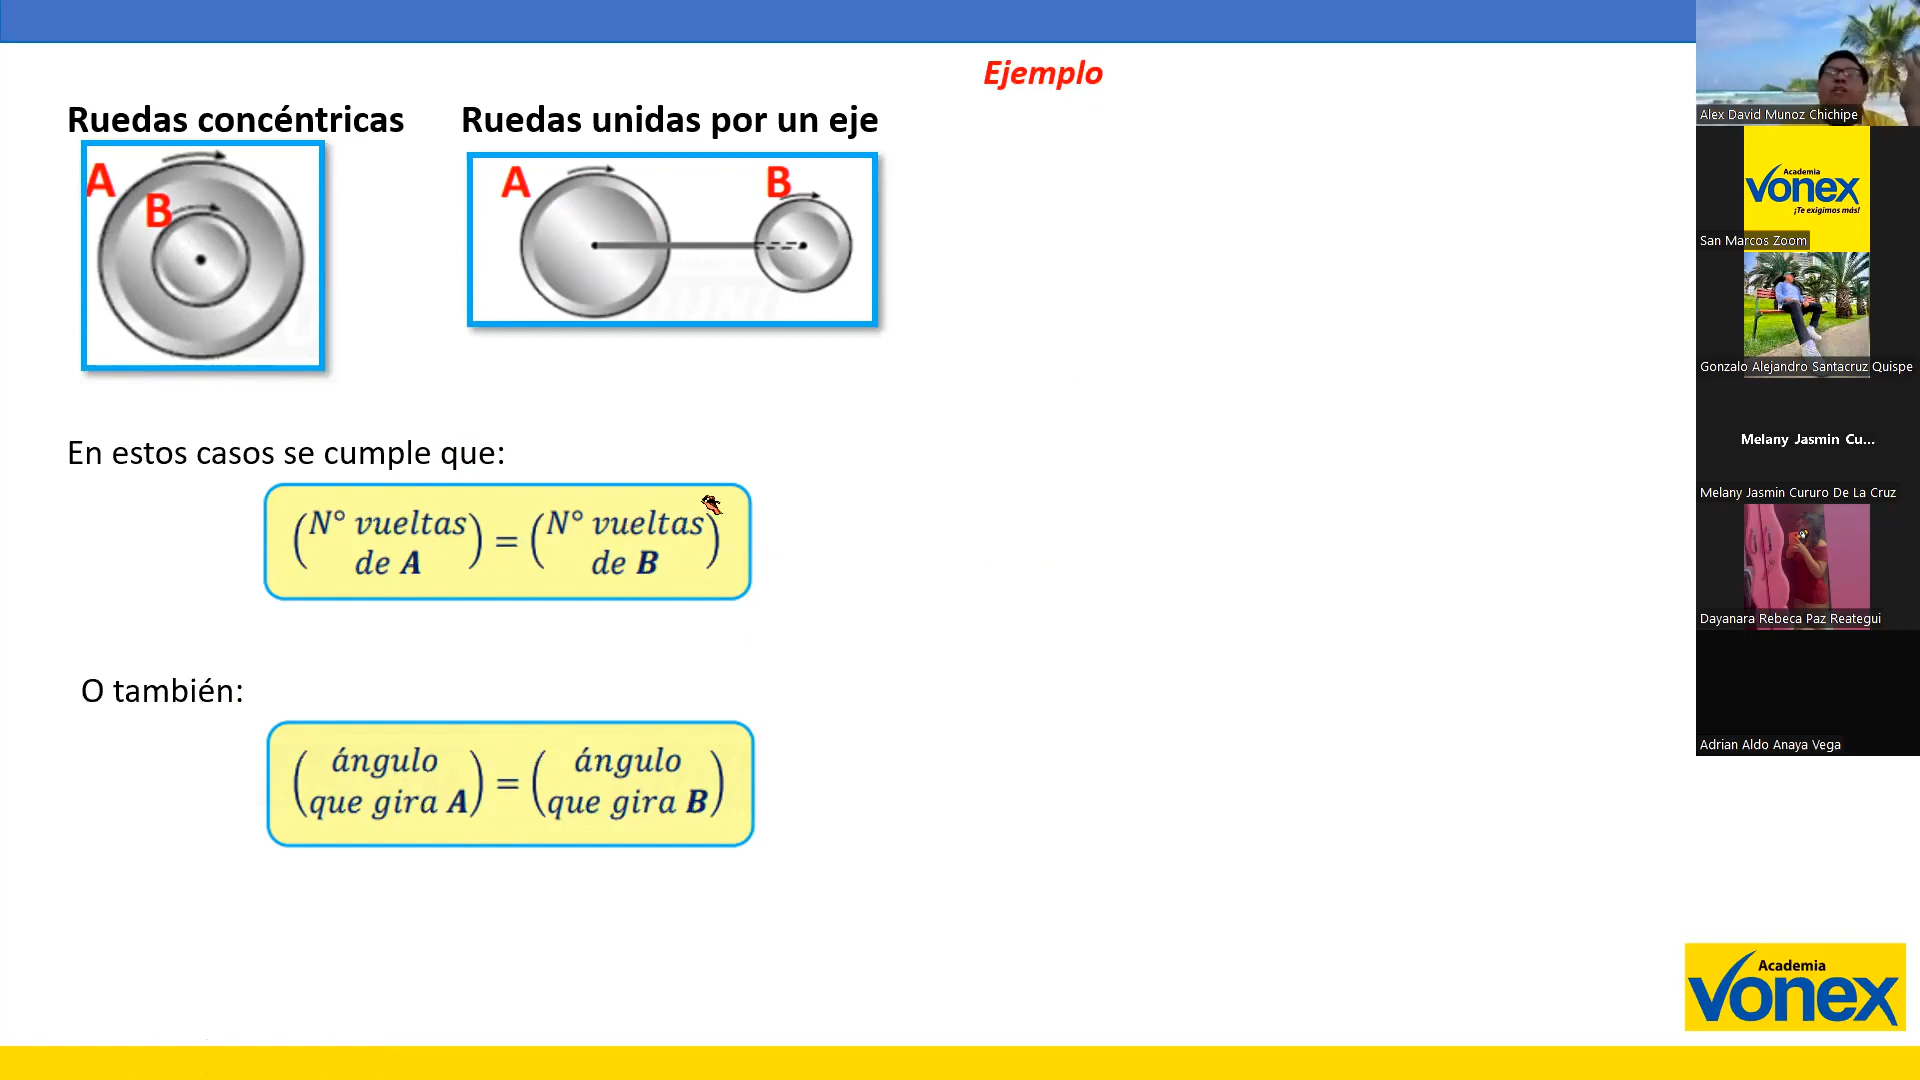 Ejemplo
Ruedas concéntricas
Ruedas unidas por un eje
A
B
A
B
En estos casos se cumple que:
(N° vueltas de A) = (N° vueltas de B)
O también:
(ángulo que gira A) = (ángulo que gira B)
Alex David Munoz Chichipe
Academia
vonex
¡Te exigimos más!
San Marcos Zoom
Gonzalo Alejandro Santacruz Quispe
Melany Jasmin Cu...
Melany Jasmin Cururo De La Cruz
Dayanara Rebeca Paz Reategui
Adrian Aldo Anaya Vega
Academia
vonex